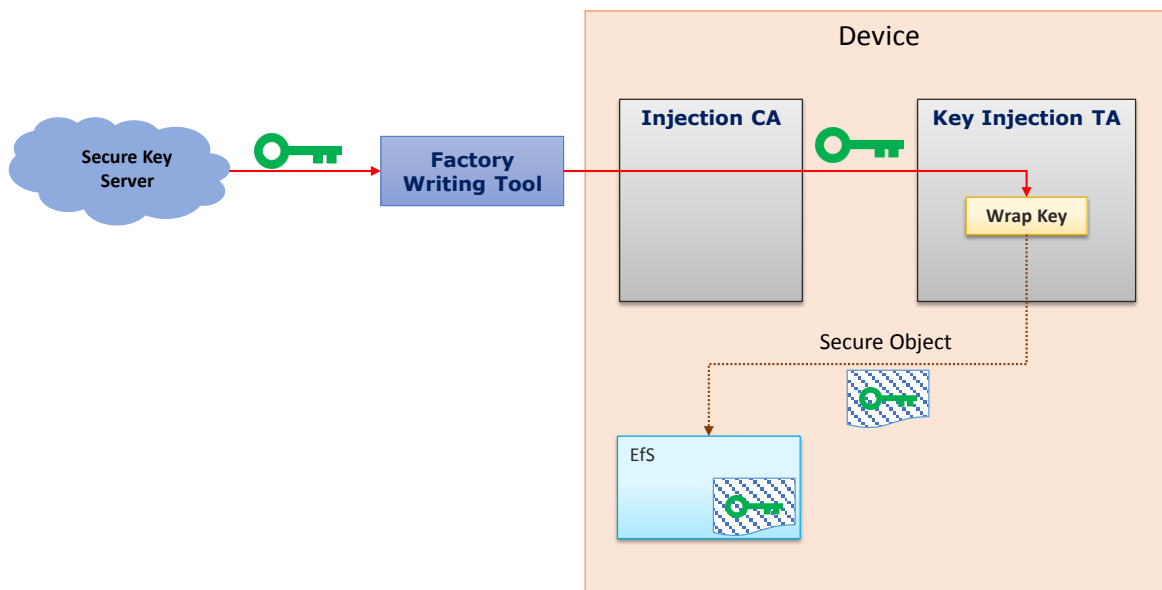 Device
Injection CA
Key Injection TA
Secure Key
Server
Factory
Writing Tool
Wrap Key
Secure Object
EfS